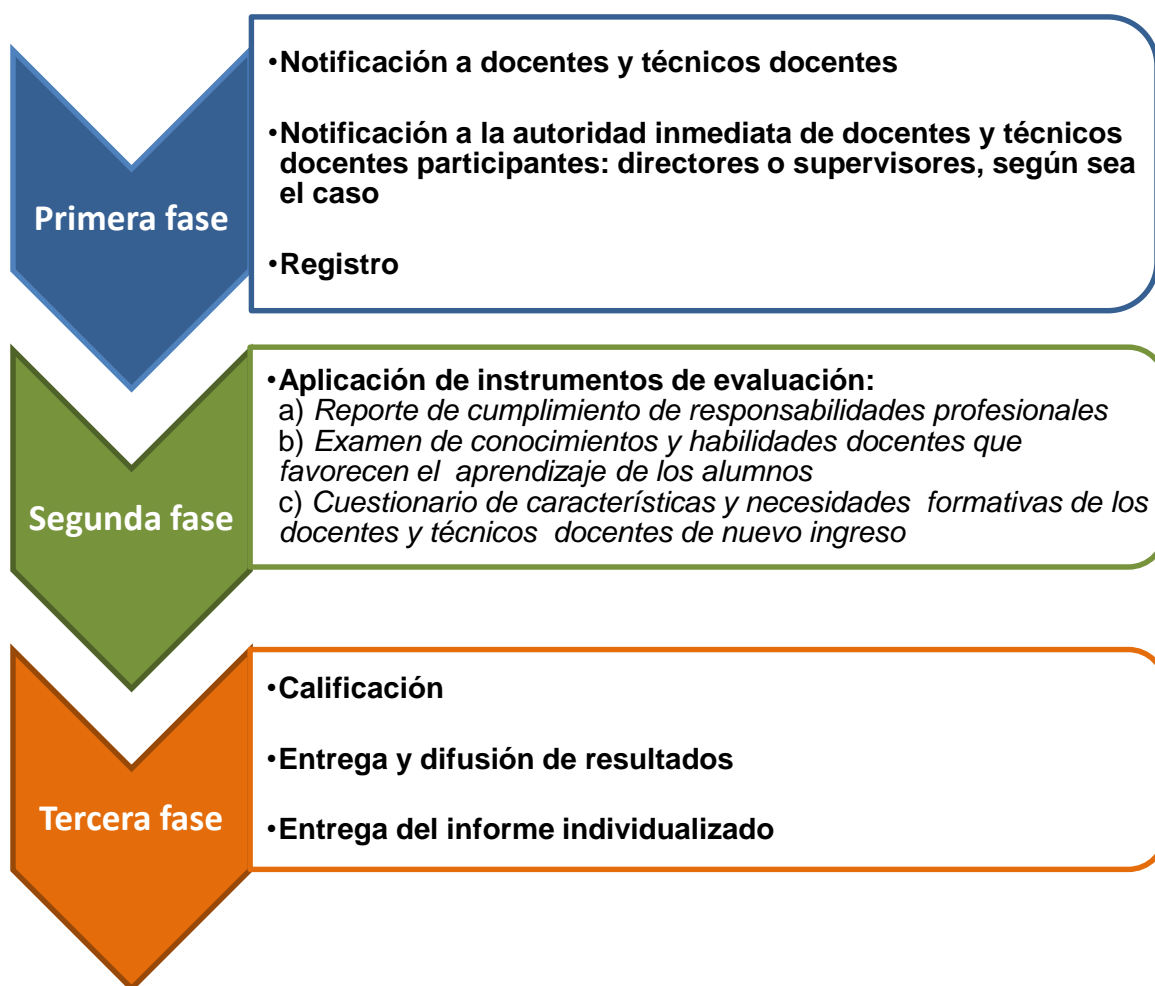 Primera fase
•Notificación a docentes y técnicos docentes
•Notificación a la autoridad inmediata de docentes y técnicos
docentes participantes: directores o supervisores, según sea
el caso
•Registro
Segunda fase
•Aplicación de instrumentos de evaluación:
a) Reporte de cumplimiento de responsabilidades profesionales
b) Examen de conocimientos y habilidades docentes que
favorecen el aprendizaje de los alumnos
c) Cuestionario de características y necesidades formativas de los
docentes y técnicos docentes de nuevo ingreso
Tercera fase
•Calificación
•Entrega y difusión de resultados
•Entrega del informe individualizado